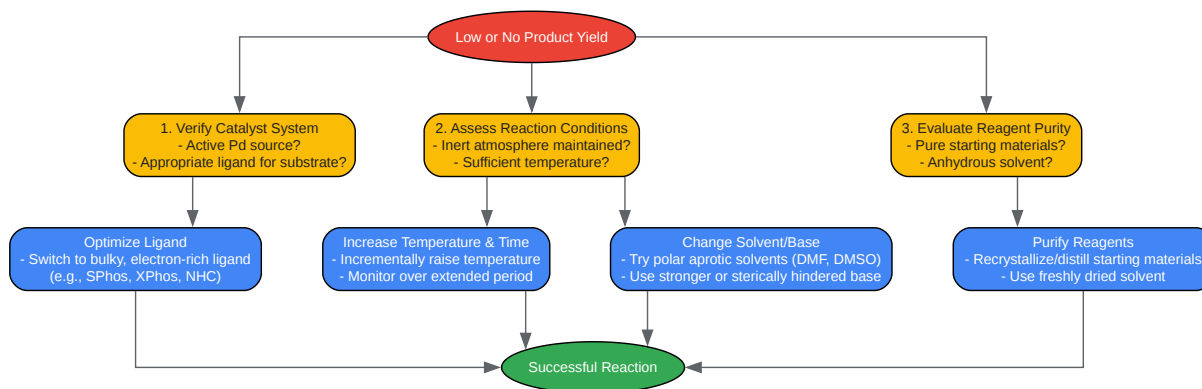 Low or No Product Yield
1. Verify Catalyst System
- Active Pd source?
- Appropriate ligand for substrate?
2. Assess Reaction Conditions
- Inert atmosphere maintained?
- Sufficient temperature?
3. Evaluate Reagent Purity
- Pure starting materials?
- Anhydrous solvent?
Optimize Ligand
- Switch to bulky, electron-rich ligand
(e.g., SPhos, XPhos, NHC)
Increase Temperature & Time
- Incrementally raise temperature
- Monitor over extended period
Change Solvent/Base
- Try polar aprotic solvents (DMF, DMSO)
- Use stronger or sterically hindered base
Purify Reagents
- Recrystallize/distill starting materials
- Use freshly dried solvent
Successful Reaction